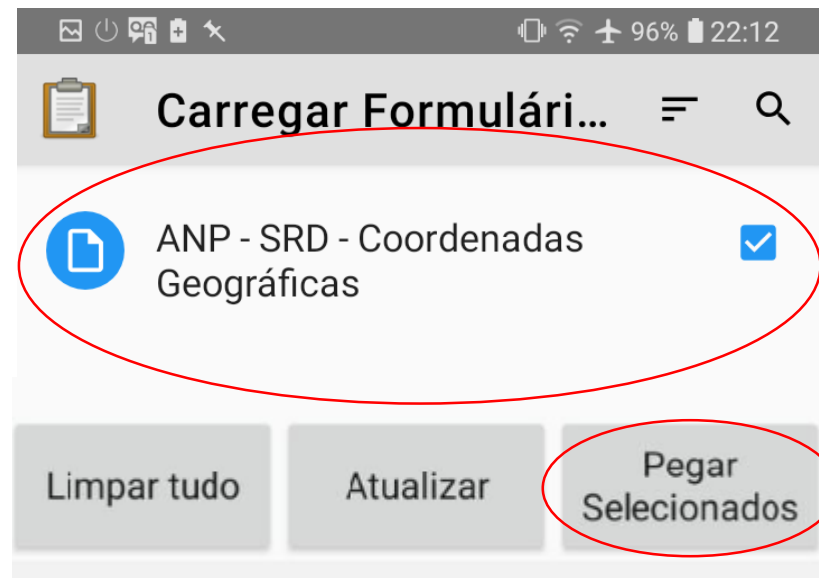 96% 22:12
Carregar Formulári...
ANP - SRD - Coordenadas
Geográficas
Limpar tudo
Atualizar
Pegar
Selecionados